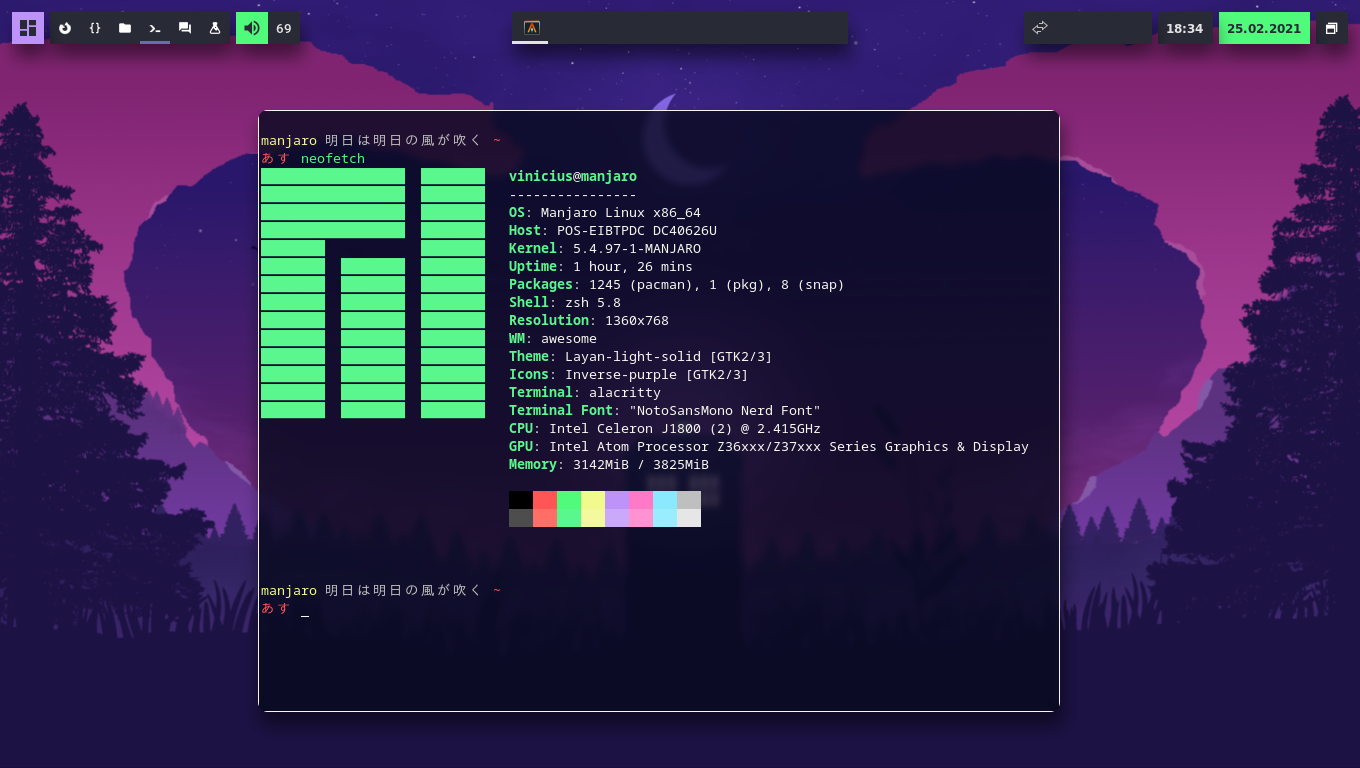 {} >_ 69
18:34 25.02.2021
manjaro 明日は明日の風が吹く ~
あす neofetch
vinicius@manjaro
----------------
OS: Manjaro Linux x86_64
Host: POS-EIBTPDC DC40626U
Kernel: 5.4.97-1-MANJARO
Uptime: 1 hour, 26 mins
Packages: 1245 (pacman), 1 (pkg), 8 (snap)
Shell: zsh 5.8
Resolution: 1360x768
WM: awesome
Theme: Layan-light-solid [GTK2/3]
Icons: Inverse-purple [GTK2/3]
Terminal: alacritty
Terminal Font: "NotoSansMono Nerd Font"
CPU: Intel Celeron J1800 (2) @ 2.415GHz
GPU: Intel Atom Processor Z36xxx/Z37xxx Series Graphics & Display
Memory: 3142MiB / 3825MiB
manjaro 明日は明日の風が吹く ~
あす _